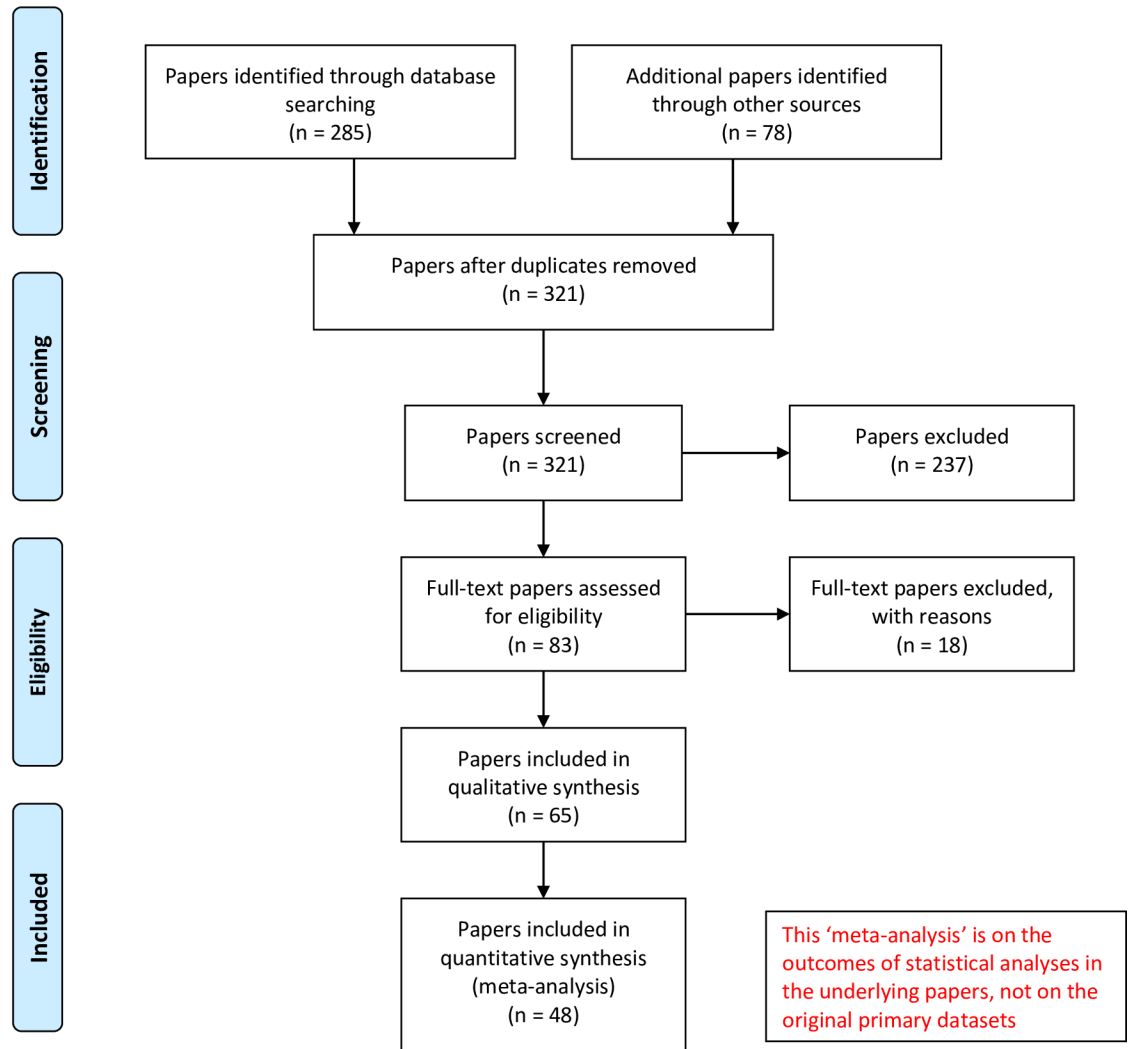 Identification
Papers identified through database
searching
(n = 285)
Additional papers identified
through other sources
(n = 78)
Papers after duplicates removed
(n = 321)
Screening
Papers screened
(n = 321)
Papers excluded
(n = 237)
Eligibility
Full-text papers assessed
for eligibility
(n = 83)
Full-text papers excluded,
with reasons
(n = 18)
Papers included in
qualitative synthesis
(n = 65)
Included
Papers included in
quantitative synthesis
(meta-analysis)
(n = 48)
This ‘meta-analysis’ is on the
outcomes of statistical analyses in
the underlying papers, not on the
original primary datasets